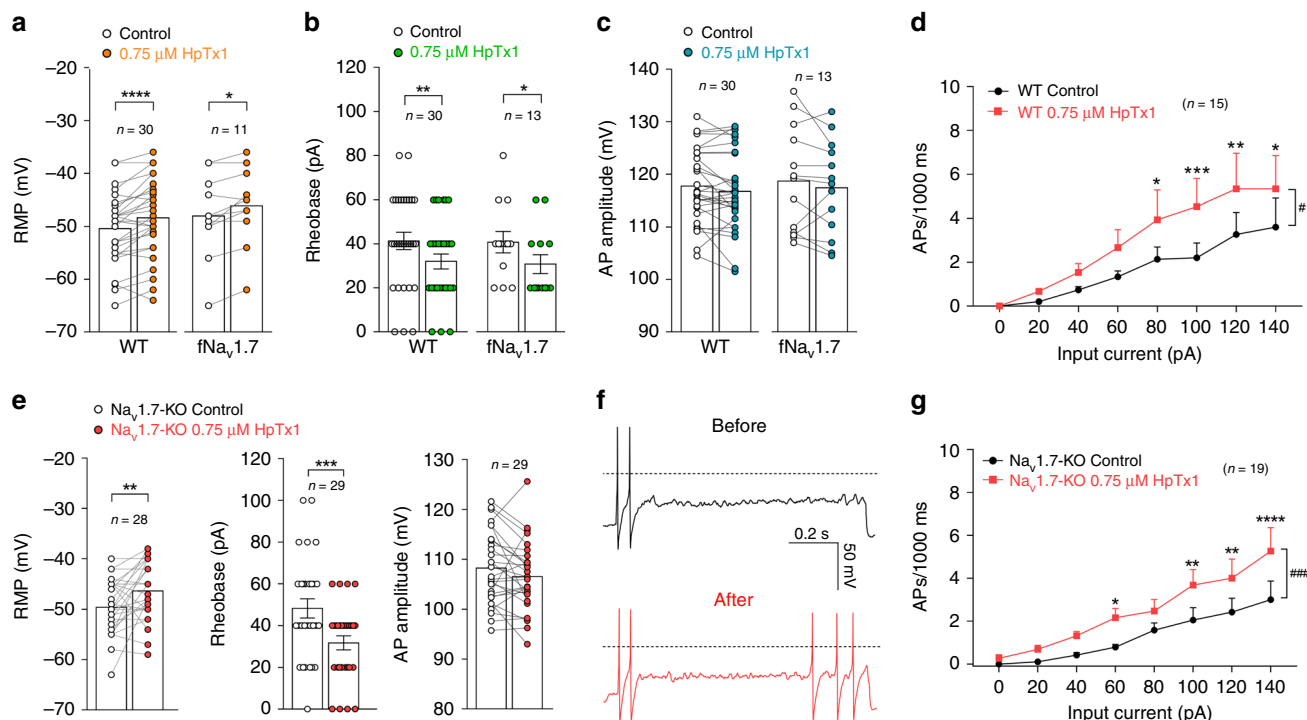 a
Control
0.75 µM HpTx1
RMP (mV)
−20
−30
−40
−50
−60
−70
****
*
n = 30
n = 11
WT
fNav1.7
b
Control
0.75 µM HpTx1
Rheobase (pA)
120
100
80
60
40
20
0
**
*
n = 30
n = 13
WT
fNav1.7
c
Control
0.75 µM HpTx1
AP amplitude (mV)
140
130
120
110
100
90
n = 30
n = 13
WT
fNav1.7
d
WT Control
WT 0.75 µM HpTx1
(n = 15)
APs/1000 ms
10
8
6
4
2
0
*
***
**
*
#
0 20 40 60 80 100 120 140
Input current (pA)
e
Nav1.7-KO Control
Nav1.7-KO 0.75 µM HpTx1
RMP (mV)
−20
−30
−40
−50
−60
−70
**
n = 28
Rheobase (pA)
120
100
80
60
40
20
0
***
n = 29
AP amplitude (mV)
130
120
110
100
90
80
n = 29
f
Before
0.2 s
50 mV
After
g
Nav1.7-KO Control
Nav1.7-KO 0.75 µM HpTx1
(n = 19)
APs/1000 ms
10
8
6
4
2
0
*
**
**
****
###
0 20 40 60 80 100 120 140
Input current (pA)